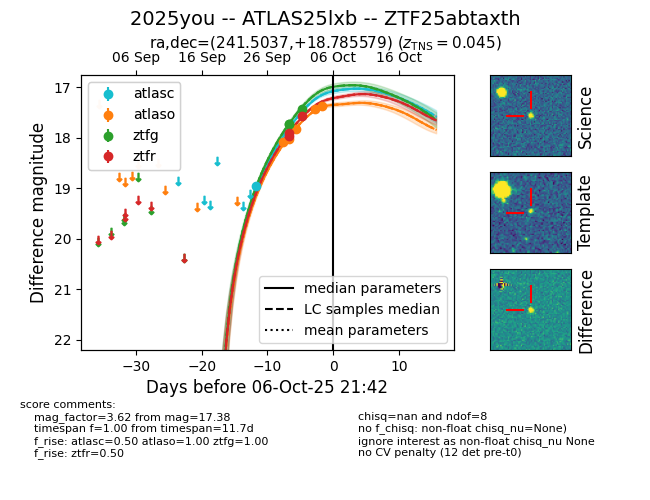 2025you -- ATLAS25lxb -- ZTF25abtaxth
ra,dec=(241.5037,+18.785579) (zTNS = 0.045)
06 Sep 16 Sep 26 Sep 06 Oct 16 Oct
17
18
19
20
21
22
Difference magnitude
atlasc
atlaso
ztfg
ztfr
median parameters
LC samples median
mean parameters
−30 −20 −10 0 10
Days before 06-Oct-25 21:42
Science
Template
Difference
score comments:
mag_factor=3.62 from mag=17.38
timespan f=1.00 from timespan=11.7d
f_rise: atlasc=0.50 atlaso=1.00 ztfg=1.00
f_rise: ztfr=0.50
chisq=nan and ndof=8
no f_chisq: non-float chisq_nu=None)
ignore interest as non-float chisq_nu None
no CV penalty (12 det pre-t0)